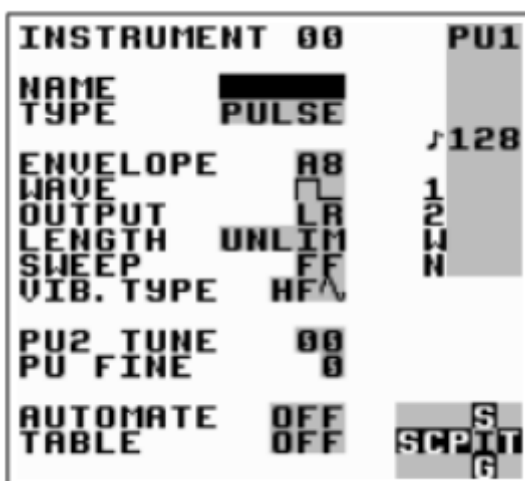 INSTRUMENT 00 PU1
NAME
TYPE PULSE
♪128
ENVELOPE A8
WAVE 1
OUTPUT LR 2
LENGTH UNLIM W
SWEEP FF N
VIB. TYPE HF
PU2 TUNE 00
PU FINE 0
AUTOMATE OFF S
TABLE OFF SCPIT
G